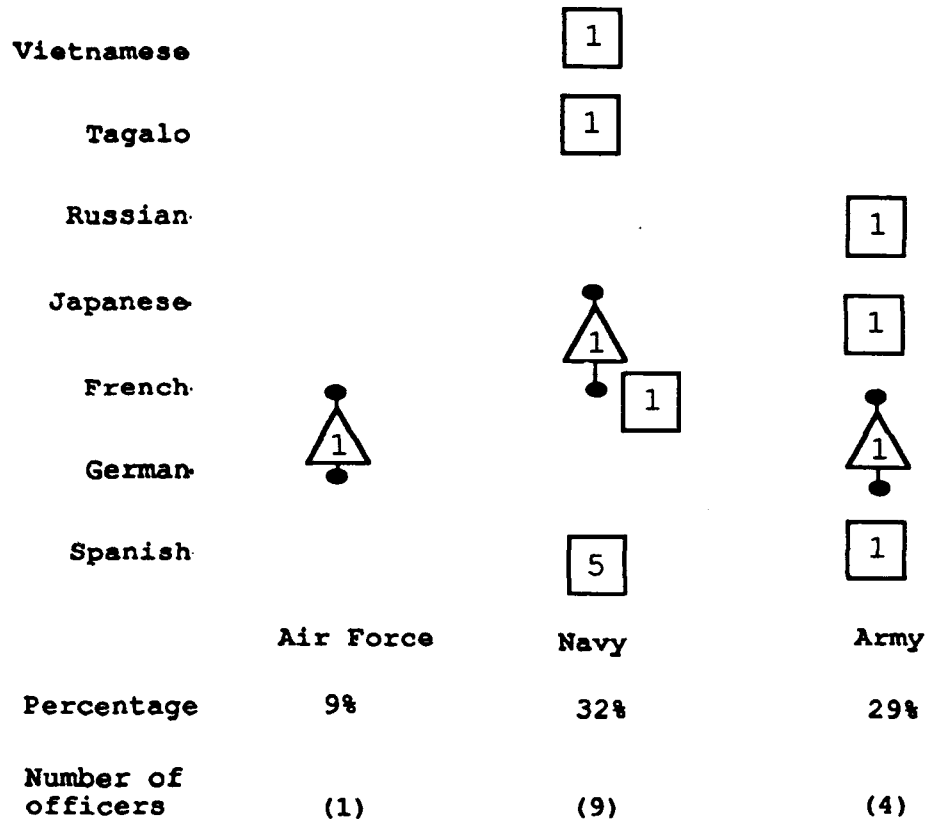 Vietnamese 1
Tagalo 1
Russian 1
Japanese 1 1
French 1 1 1
German 1
Spanish 5 1
Air Force Navy Army
Percentage 9% 32% 29%
Number of
officers (1) (9) (4)